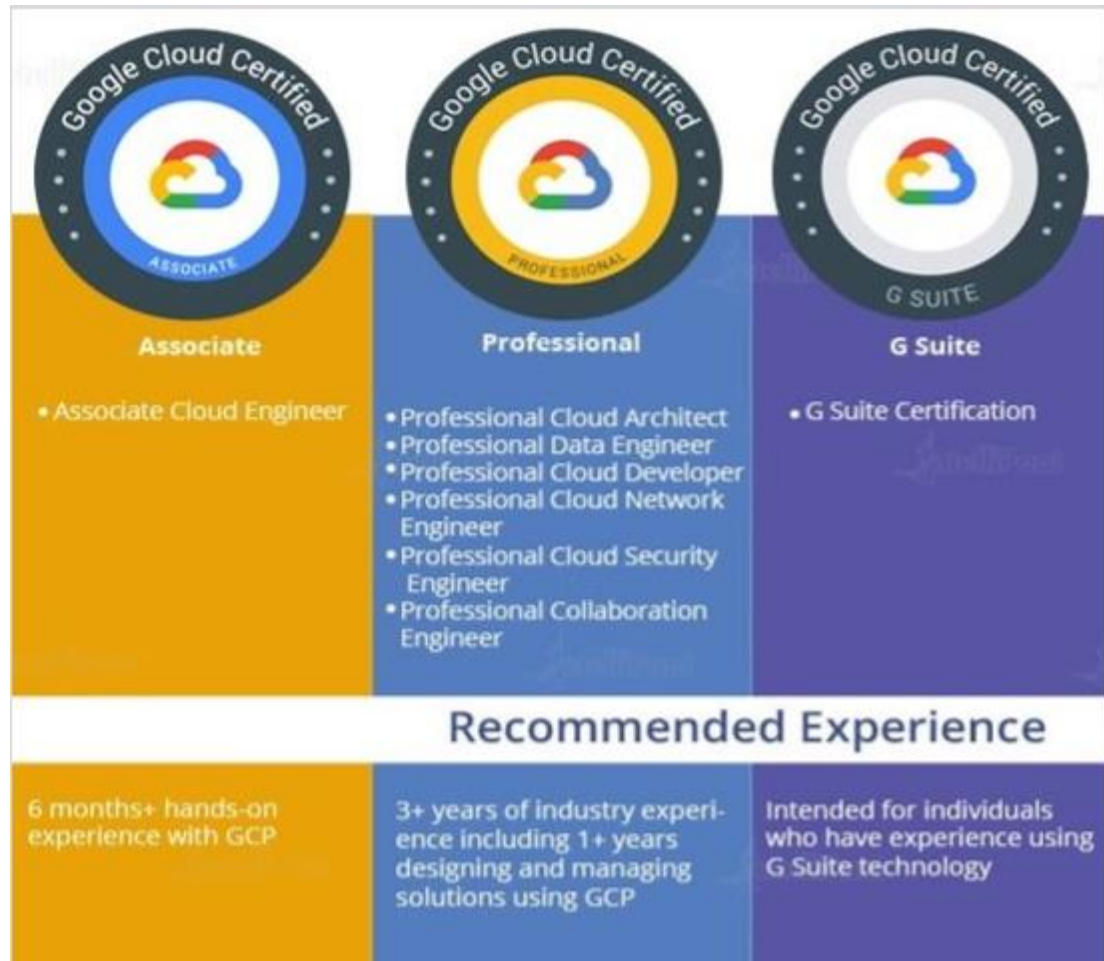 Google Cloud Certified
ASSOCIATE
Google Cloud Certified
PROFESSIONAL
Google Cloud Certified
G SUITE
Associate
• Associate Cloud Engineer
Professional
• Professional Cloud Architect
• Professional Data Engineer
• Professional Cloud Developer
• Professional Cloud Network
Engineer
• Professional Cloud Security
Engineer
• Professional Collaboration
Engineer
G Suite
• G Suite Certification
Recommended Experience
6 months+ hands-on
experience with GCP
3+ years of industry experi-
ence including 1+ years
designing and managing
solutions using GCP
Intended for individuals
who have experience using
G Suite technology